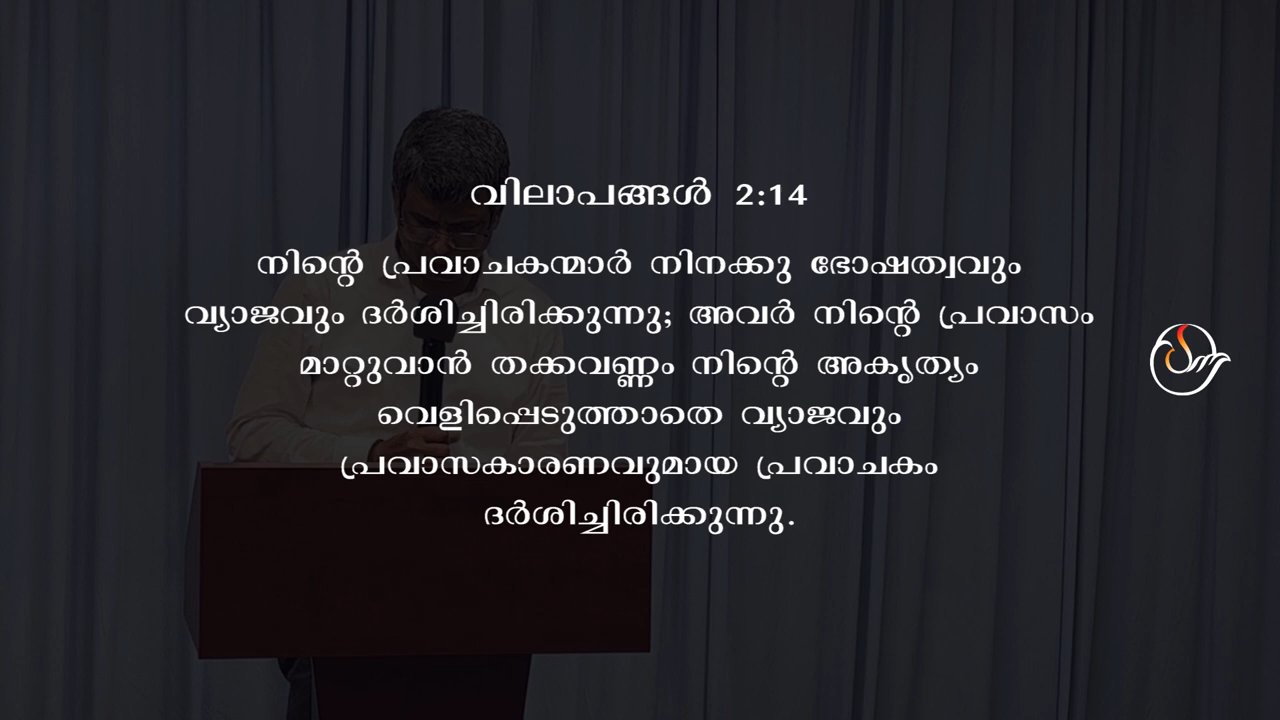 വിലാപങ്ങൾ 2:14
നിന്റെ പ്രവാചകന്മാർ നിനക്കു ഭോഷത്വവും
വ്യാജവും ദർശിച്ചിരിക്കുന്നു; അവർ നിന്റെ പ്രവാസം
മാറ്റുവാൻ തക്കവണ്ണം നിന്റെ അകൃത്യം
വെളിപ്പെടുത്താതെ വ്യാജവും
പ്രവാസകാരണവുമായ പ്രവാചകം
ദർശിച്ചിരിക്കുന്നു.